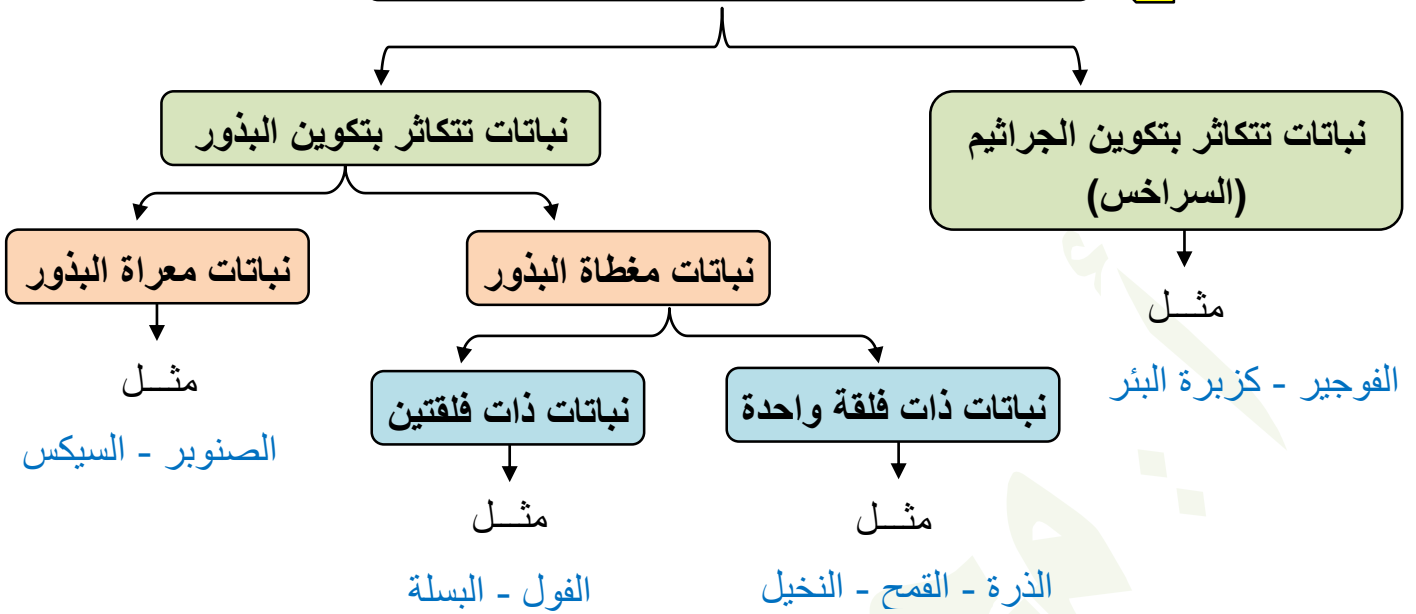 نباتات تتكاثر بتكوين الجراثيم
(السراخس)
نباتات تتكاثر بتكوين البذور
نباتات مغطاة البذور
نباتات معراة البذور
مثـــل
الفوجير - كزبرة البئر
نباتات ذات فلقة واحدة
نباتات ذات فلقتين
مثـــل
الصنوبر - السيكس
مثـــل
مثـــل
الذرة - القمح - النخيل
الفول - البسلة